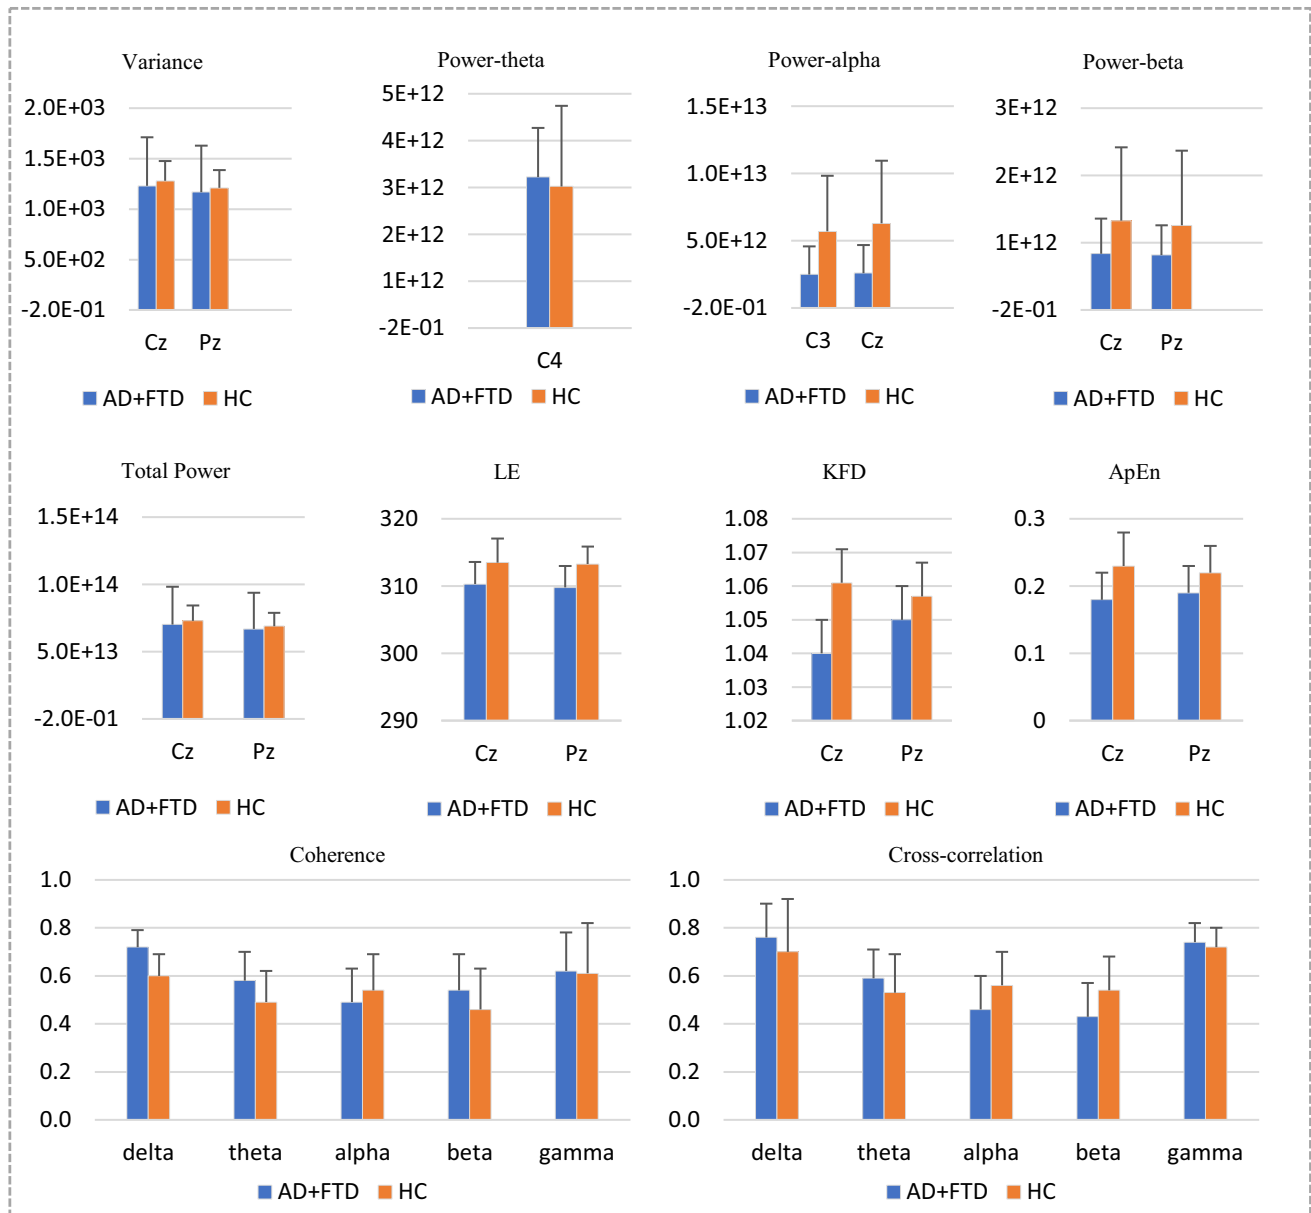 Variance
2.0E+03
1.5E+03
1.0E+03
5.0E+02
-2.0E-01
Cz Pz
AD+FTD HC
Power-theta
5E+12
4E+12
3E+12
2E+12
1E+12
-2E-01
C4
AD+FTD HC
Power-alpha
1.5E+13
1.0E+13
5.0E+12
-2.0E-01
C3 Cz
AD+FTD HC
Power-beta
3E+12
2E+12
1E+12
-2E-01
Cz Pz
AD+FTD HC
Total Power
1.5E+14
1.0E+14
5.0E+13
-2.0E-01
Cz Pz
AD+FTD HC
LE
320
310
300
290
Cz Pz
AD+FTD HC
KFD
1.08
1.07
1.06
1.05
1.04
1.03
1.02
Cz Pz
AD+FTD HC
ApEn
0.3
0.2
0.1
0
Cz Pz
AD+FTD HC
Coherence
1.0
0.8
0.6
0.4
0.2
0.0
delta theta alpha beta gamma
AD+FTD HC
Cross-correlation
1.0
0.8
0.6
0.4
0.2
0.0
delta theta alpha beta gamma
AD+FTD HC